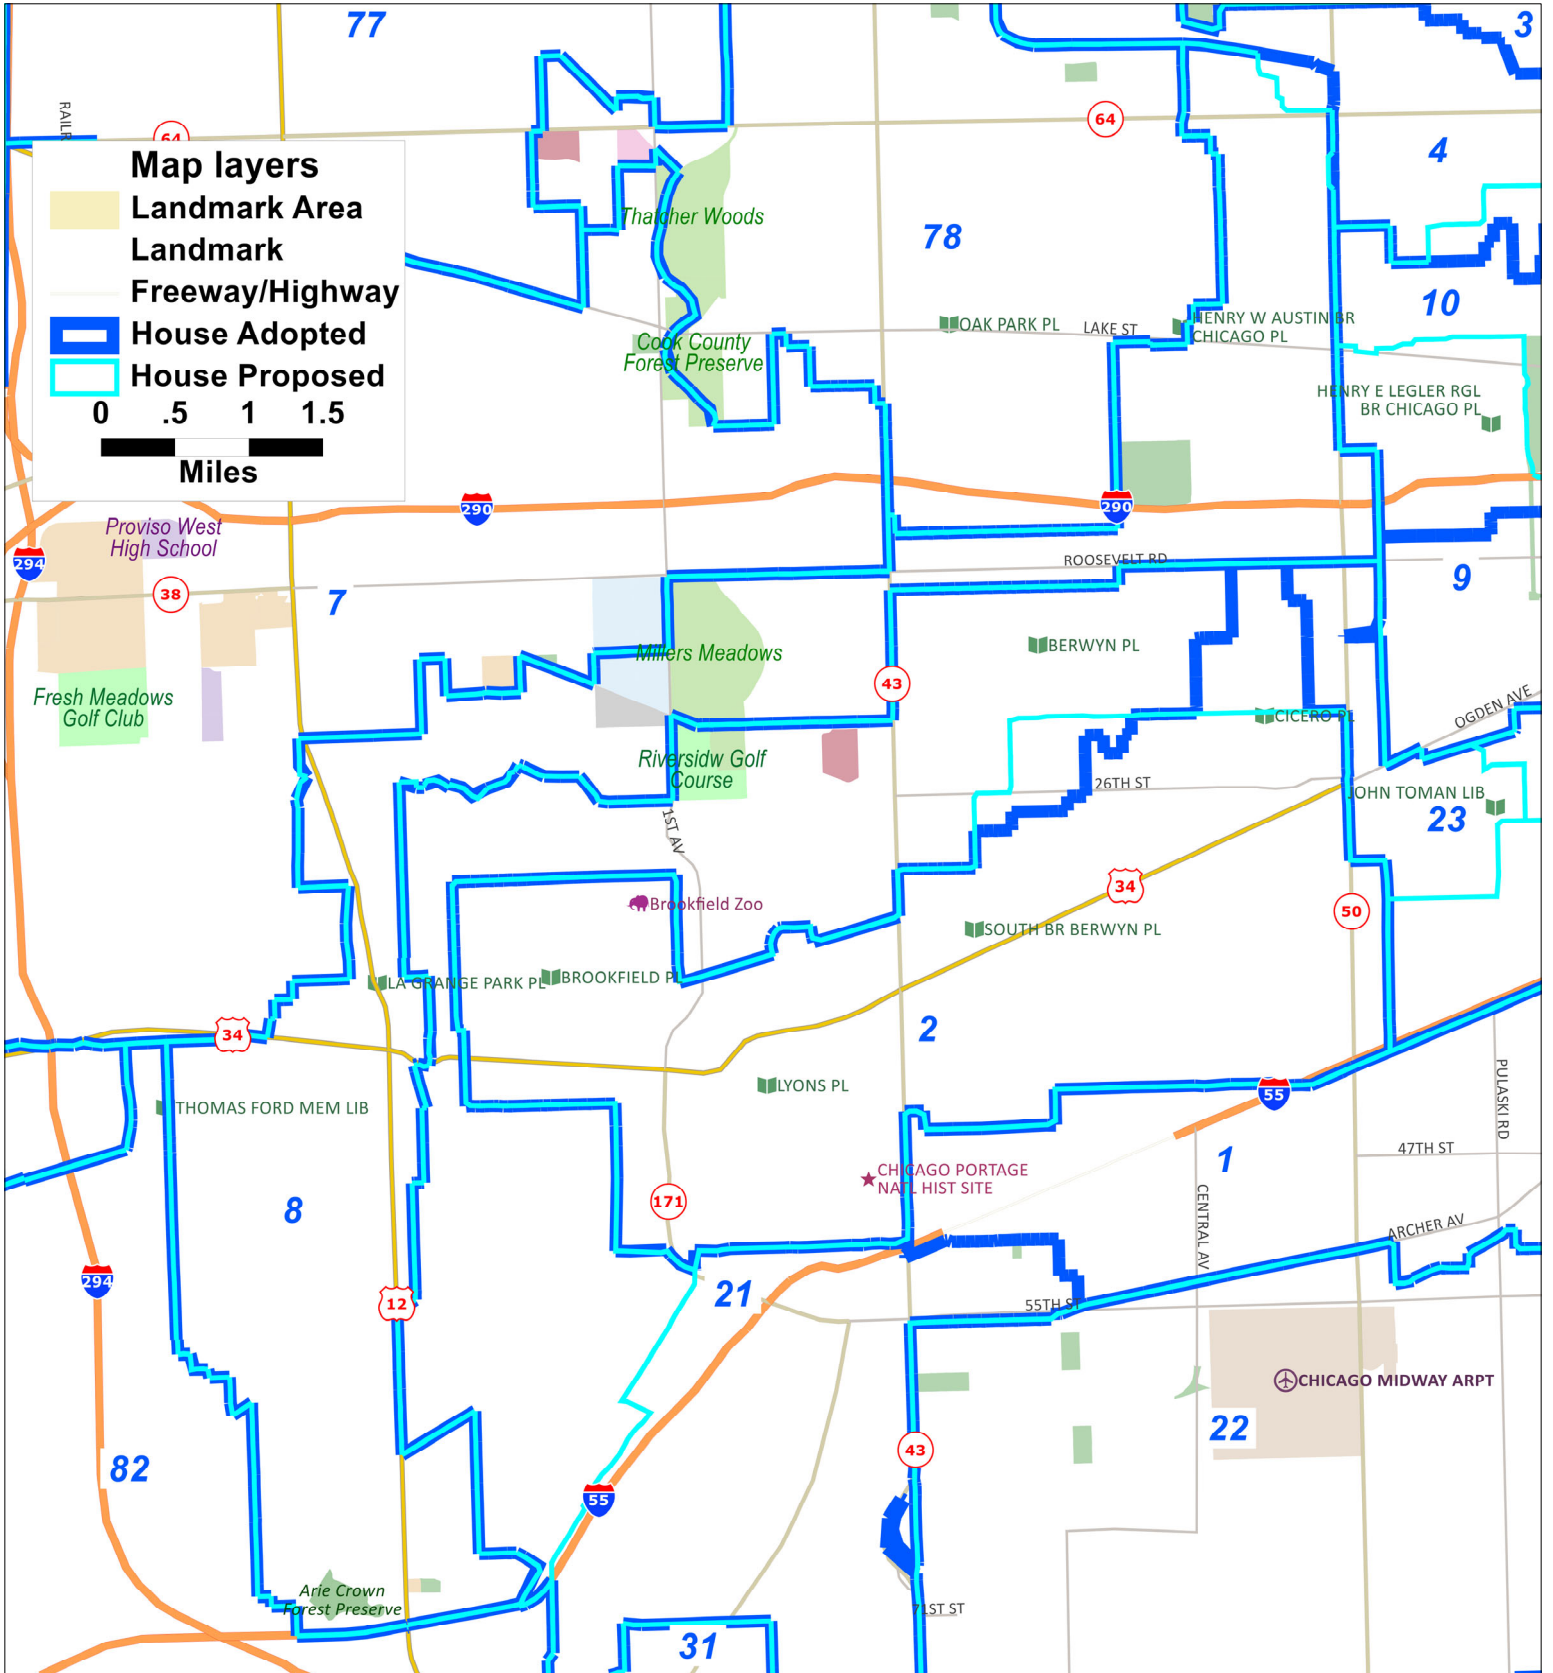 77
3
RAILR
64
64
4
Map layers
Landmark Area
Landmark
Freeway/Highway
House Adopted
House Proposed
0 .5 1 1.5
Miles
Thatcher Woods
78
10
OAK PARK PL
LAKE ST
HENRY W AUSTIN BR
CHICAGO PL
Cook County
Forest Preserve
HENRY E LEGLER RGL
BR CHICAGO PL
290
290
Proviso West
High School
294
38
7
ROOSEVELT RD
9
BERWYN PL
Millers Meadows
43
Fresh Meadows
Golf Club
OGDEN AVE
CICERO PL
Riversidw Golf
Course
26TH ST
JOHN TOMAN LIB
23
1ST AV
34
Brookfield Zoo
50
SOUTH BR BERWYN PL
LA GRANGE PARK PL
BROOKFIELD PL
34
2
LYONS PL
55
PULASKI RD
THOMAS FORD MEM LIB
47TH ST
1
CHICAGO PORTAGE
NATL HIST SITE
171
8
CENTRAL AV
ARCHER AV
294
12
21
55TH ST
CHICAGO MIDWAY ARPT
22
43
82
55
Arie Crown
Forest Preserve
71ST ST
31